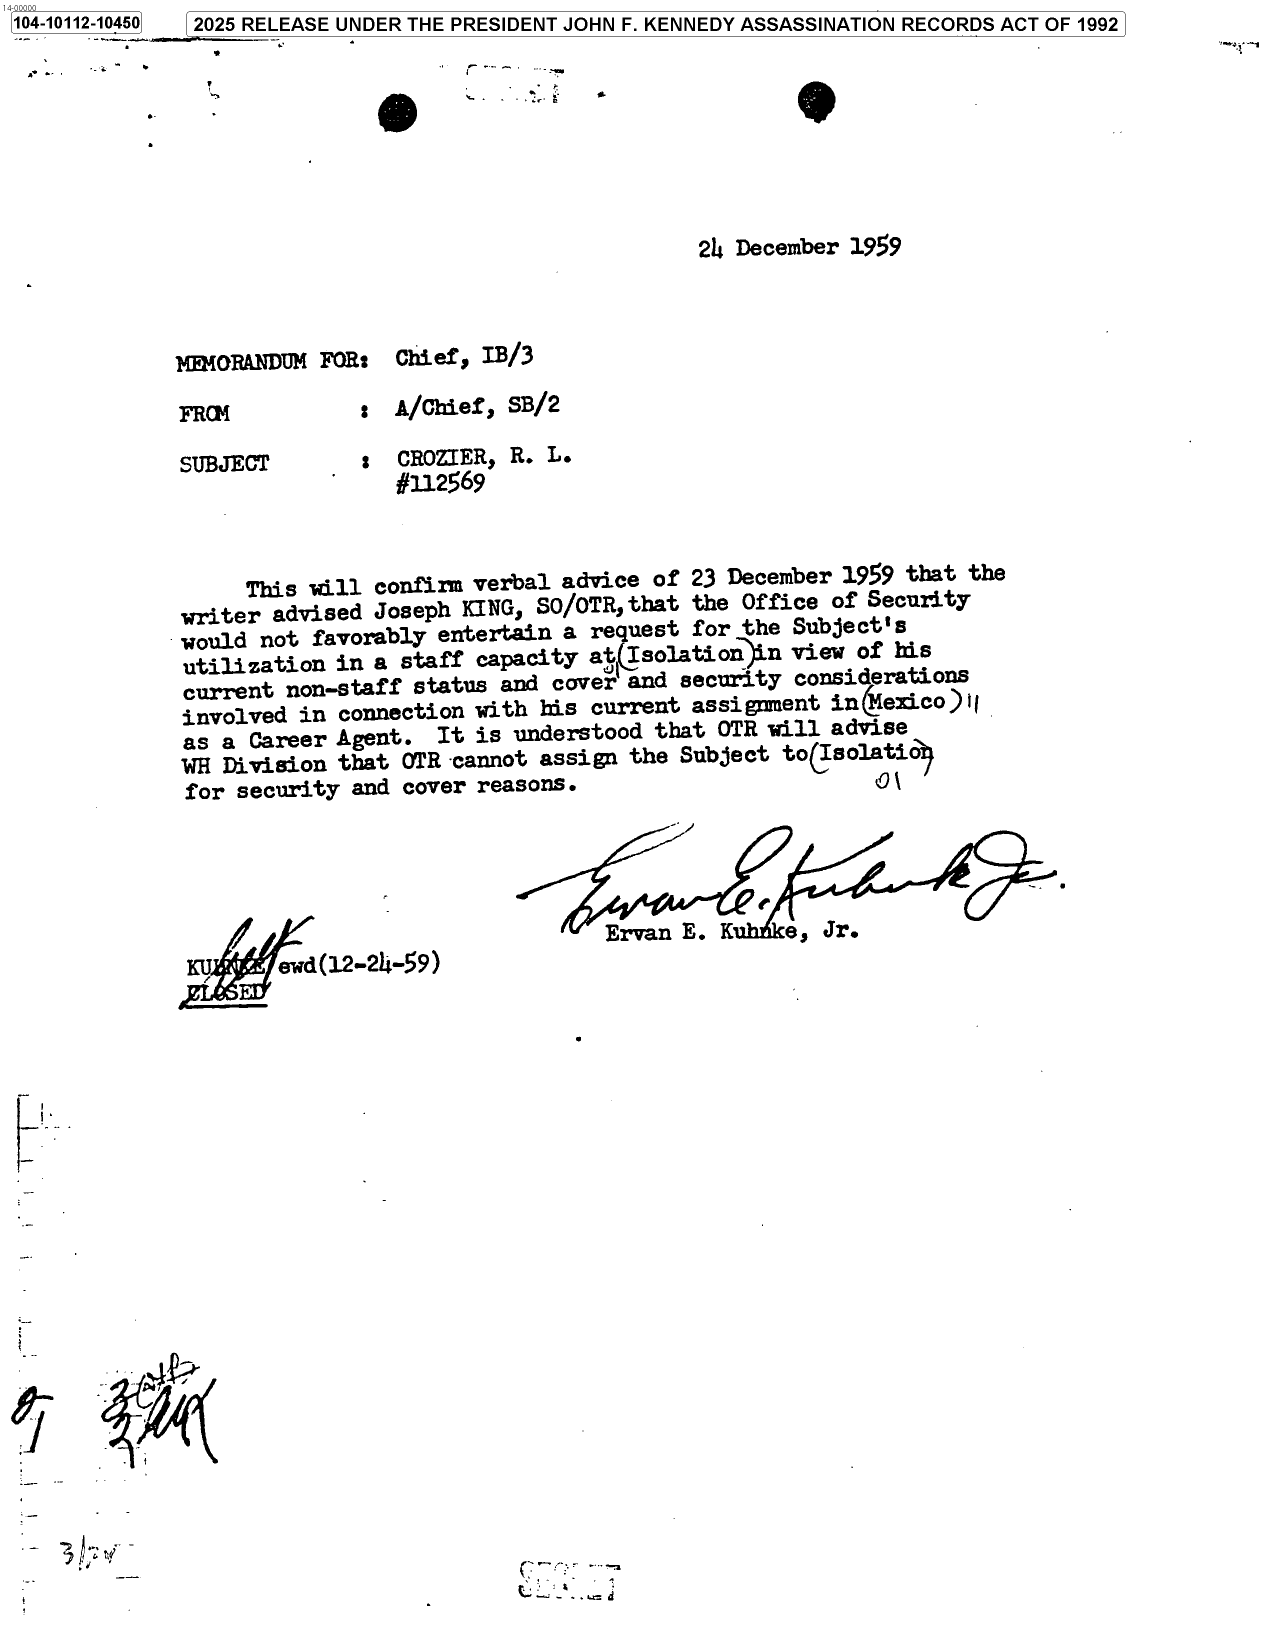 14-00000
104-10112-10450
2025 RELEASE UNDER THE PRESIDENT JOHN F. KENNEDY ASSASSINATION RECORDS ACT OF 1992
24 December 1959
MEMORANDUM FOR: Chief, IB/3
FROM : A/Chief, SB/2
SUBJECT : CROZIER, R. L.
#112569
This will confirm verbal advice of 23 December 1959 that the
writer advised Joseph KING, SO/OTR, that the Office of Security
would not favorably entertain a request for the Subject's
utilization in a staff capacity at (Isolation) in view of his
current non-staff status and cover and security considerations
involved in connection with his current assignment in (Mexico) 11
as a Career Agent. It is understood that OTR will advise
WH Division that OTR cannot assign the Subject to (Isolation)
for security and cover reasons. 01
Ervan E. Kuhnke Jr.
Ervan E. Kuhnke, Jr.
KUHNKE/ewd(12-24-59)
CLOSED
SECRET